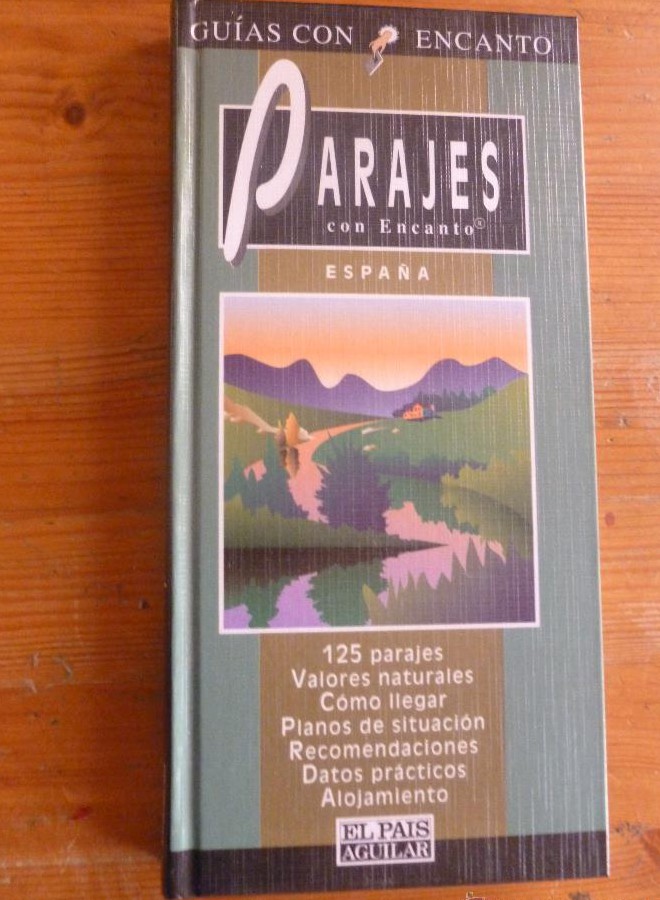 GUÍAS CON ENCANTO
PARAJES
con Encanto®
ESPAÑA
125 parajes
Valores naturales
Cómo llegar
Planos de situación
Recomendaciones
Datos prácticos
Alojamiento
EL PAIS
AGUILAR